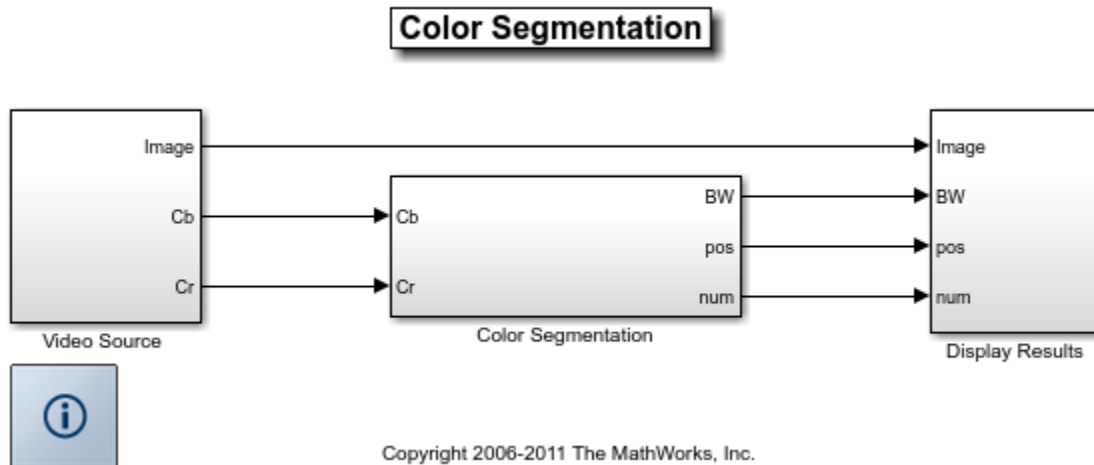 Color Segmentation
Image
Cb
Cr
Video Source
Cb
Cr
BW
pos
num
Color Segmentation
Image
BW
pos
num
Display Results
i
Copyright 2006-2011 The MathWorks, Inc.